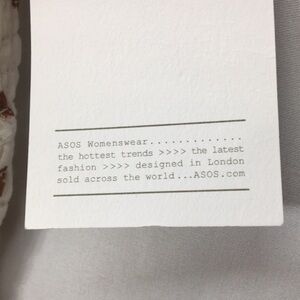 ASOS Womenswear.............
the hottest trends >>>> the latest
fashion >>>> designed in London
sold across the world...ASOS.com